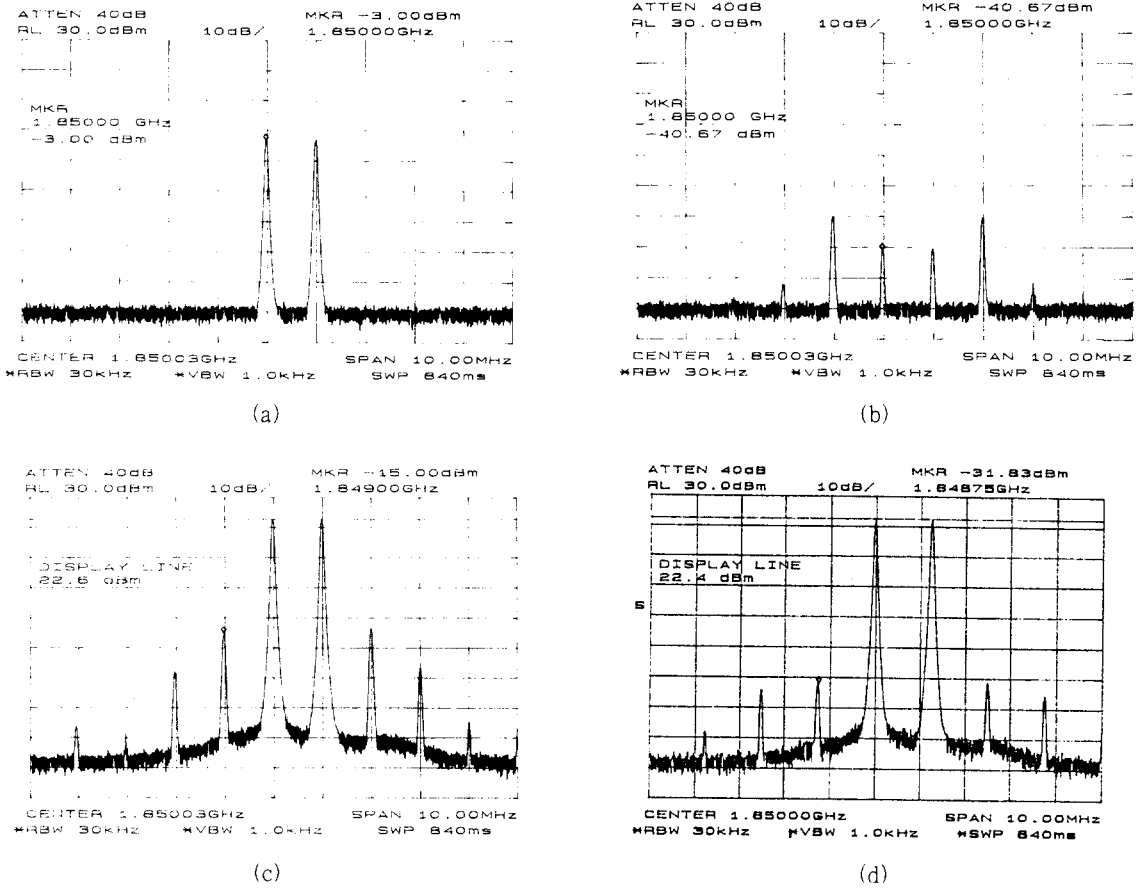 ATTEN 40dB MKR -3.00dBm
RL 30.0dBm 10dB/ 1.85000GHz
MKR
1.85000 GHz
-3.00 dBm
CENTER 1.85003GHz SPAN 10.00MHz
*RBW 30kHz *VBW 1.0kHz SWP 840ms
(a)
ATTEN 40dB MKR -40.67dBm
RL 30.0dBm 10dB/ 1.85000GHz
MKR
1.85000 GHz
-40.67 dBm
CENTER 1.85003GHz SPAN 10.00MHz
*RBW 30kHz *VBW 1.0kHz SWP 840ms
(b)
ATTEN 40dB MKR -15.00dBm
RL 30.0dBm 10dB/ 1.84900GHz
DISPLAY LINE
22.6 dBm
CENTER 1.85003GHz SPAN 10.00MHz
*RBW 30kHz *VBW 1.0kHz SWP 840ms
(c)
ATTEN 40dB MKR -31.83dBm
RL 30.0dBm 10dB/ 1.84875GHz
DISPLAY LINE
22.4 dBm
S
CENTER 1.85000GHz SPAN 10.00MHz
*RBW 30kHz *VBW 1.0kHz *SWP 840ms
(d)